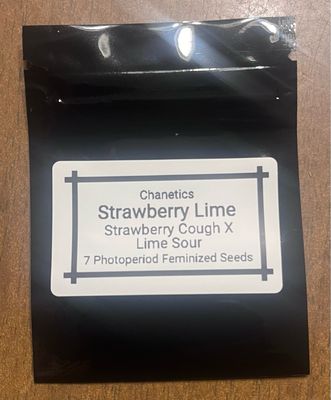 Chanetics
Strawberry Lime
Strawberry Cough X
Lime Sour
7 Photoperiod Feminized Seeds